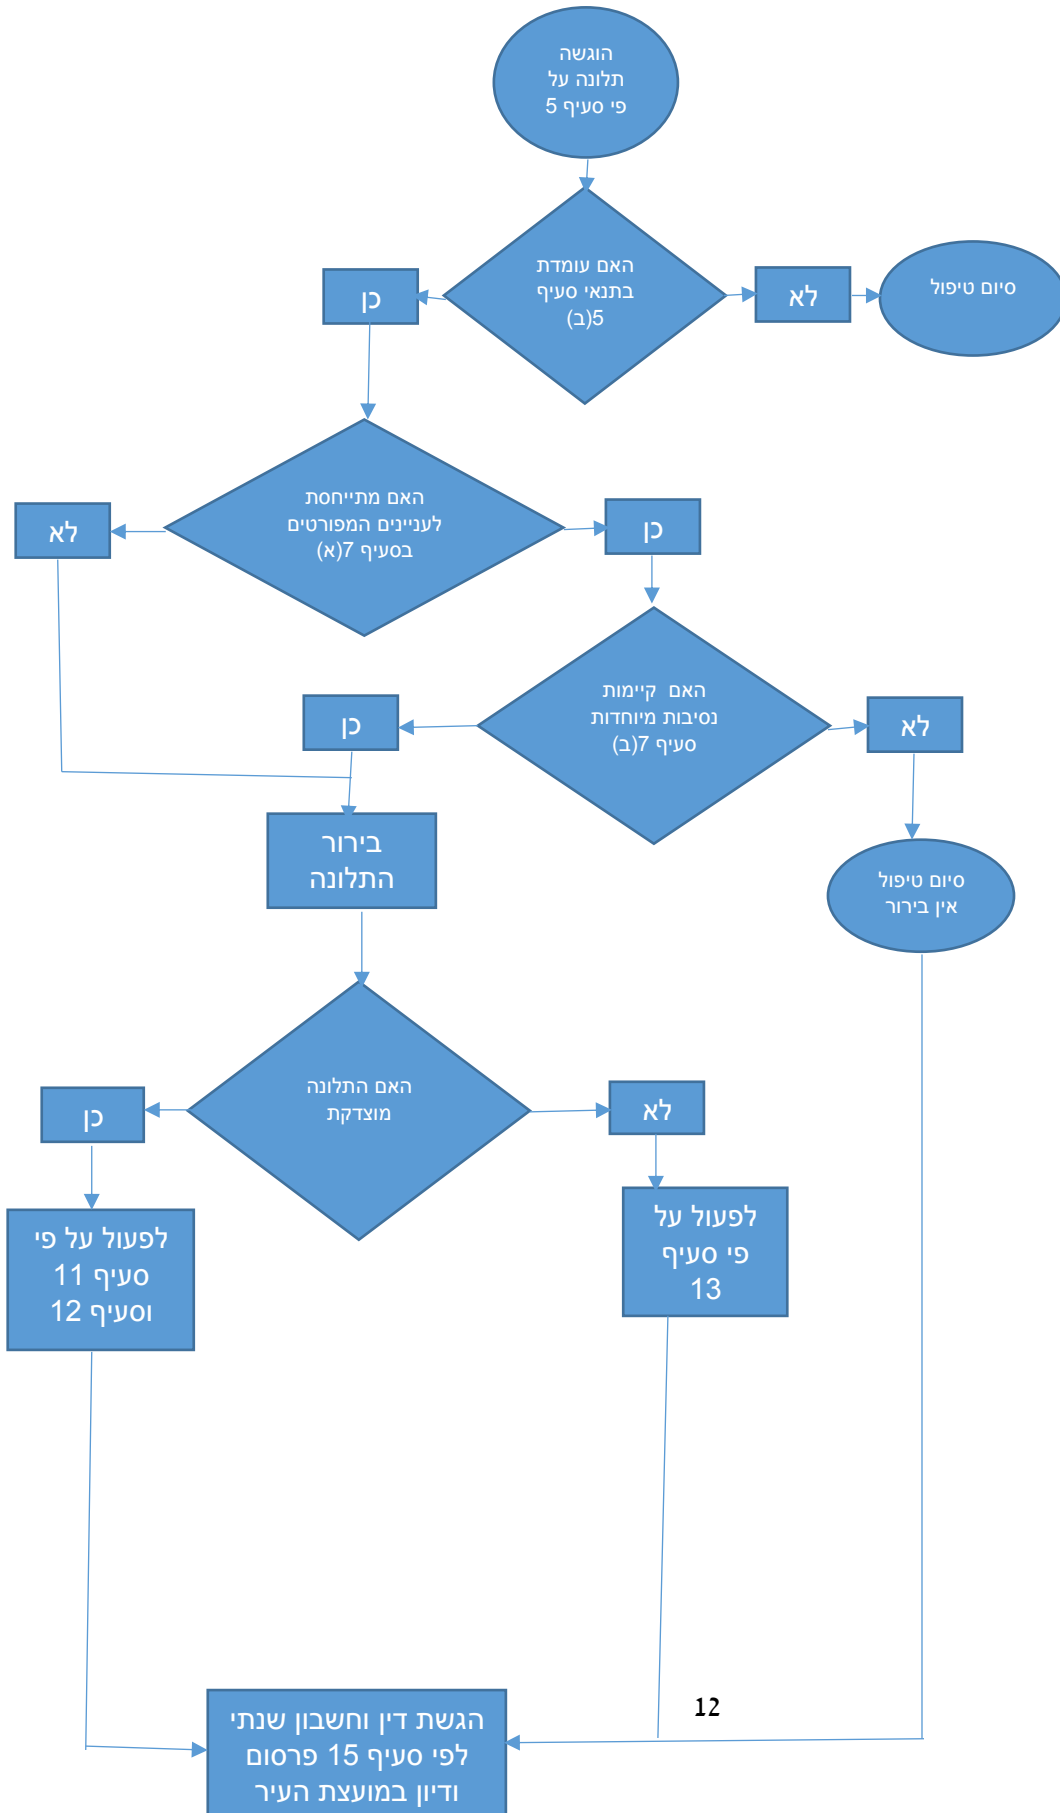 הוגשה
תלונה על
פי סעיף 5
האם עומדת
בתנאי סעיף
5(ב)
כן
לא
סיום טיפול
האם מתייחסת
לעניינים המפורטים
בסעיף 7(א)
לא
כן
האם קיימות
נסיבות מיוחדות
סעיף 7(ב)
כן
לא
בירור
התלונה
סיום טיפול
אין בירור
האם התלונה
מוצדקת
כן
לא
לפעול על פי
סעיף 11
וסעיף 12
לפעול על
פי סעיף
13
12
הגשת דין וחשבון שנתי
לפי סעיף 15 פרסום
ודיון במועצת העיר